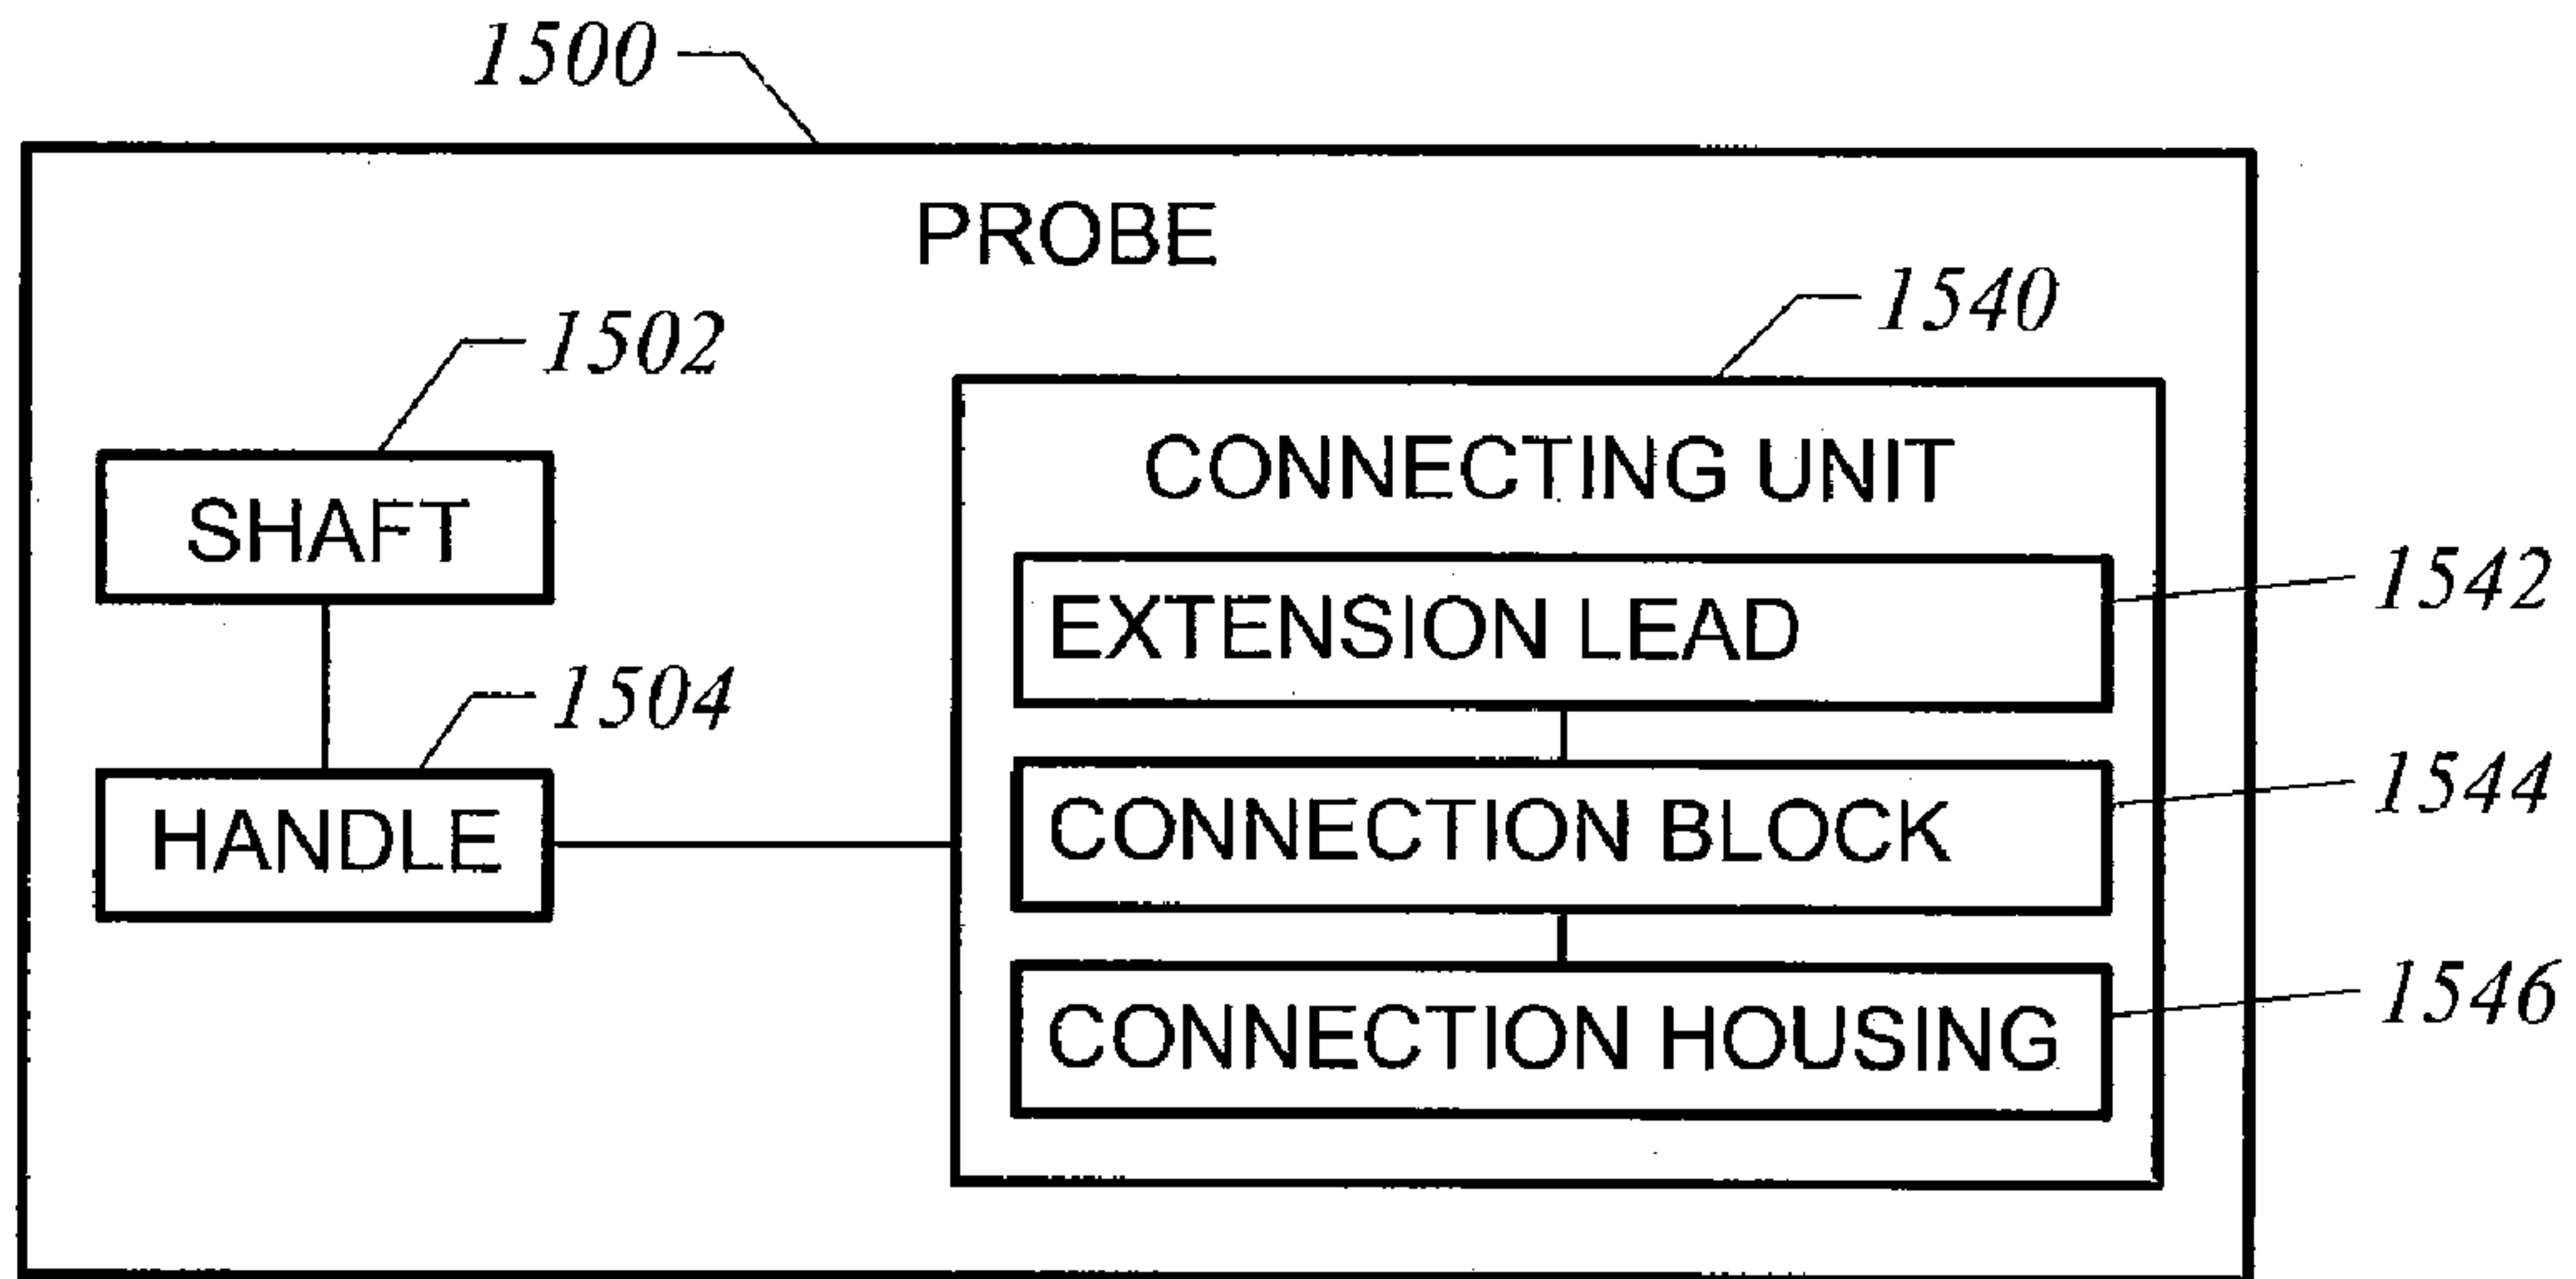 1500
PROBE
1540
1502
CONNECTING UNIT
SHAFT
EXTENSION LEAD
1542
1504
HANDLE
CONNECTION BLOCK
1544
CONNECTION HOUSING
1546